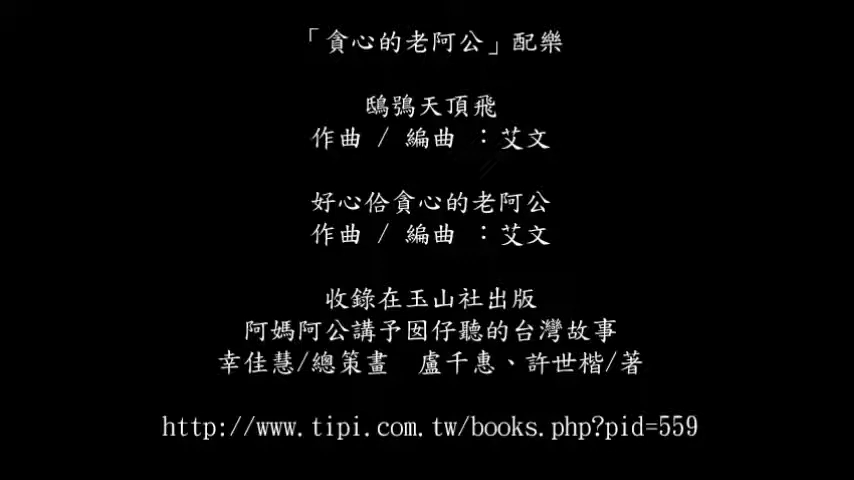 「貪心的老阿公」配樂
鴟鴞天頂飛
作曲 / 編曲 ：艾文
好心佮貪心的老阿公
作曲 / 編曲 ：艾文
收錄在玉山社出版
阿媽阿公講予囡仔聽的台灣故事
幸佳慧/總策畫　盧千惠、許世楷/著
http://www.tipi.com.tw/books.php?pid=559